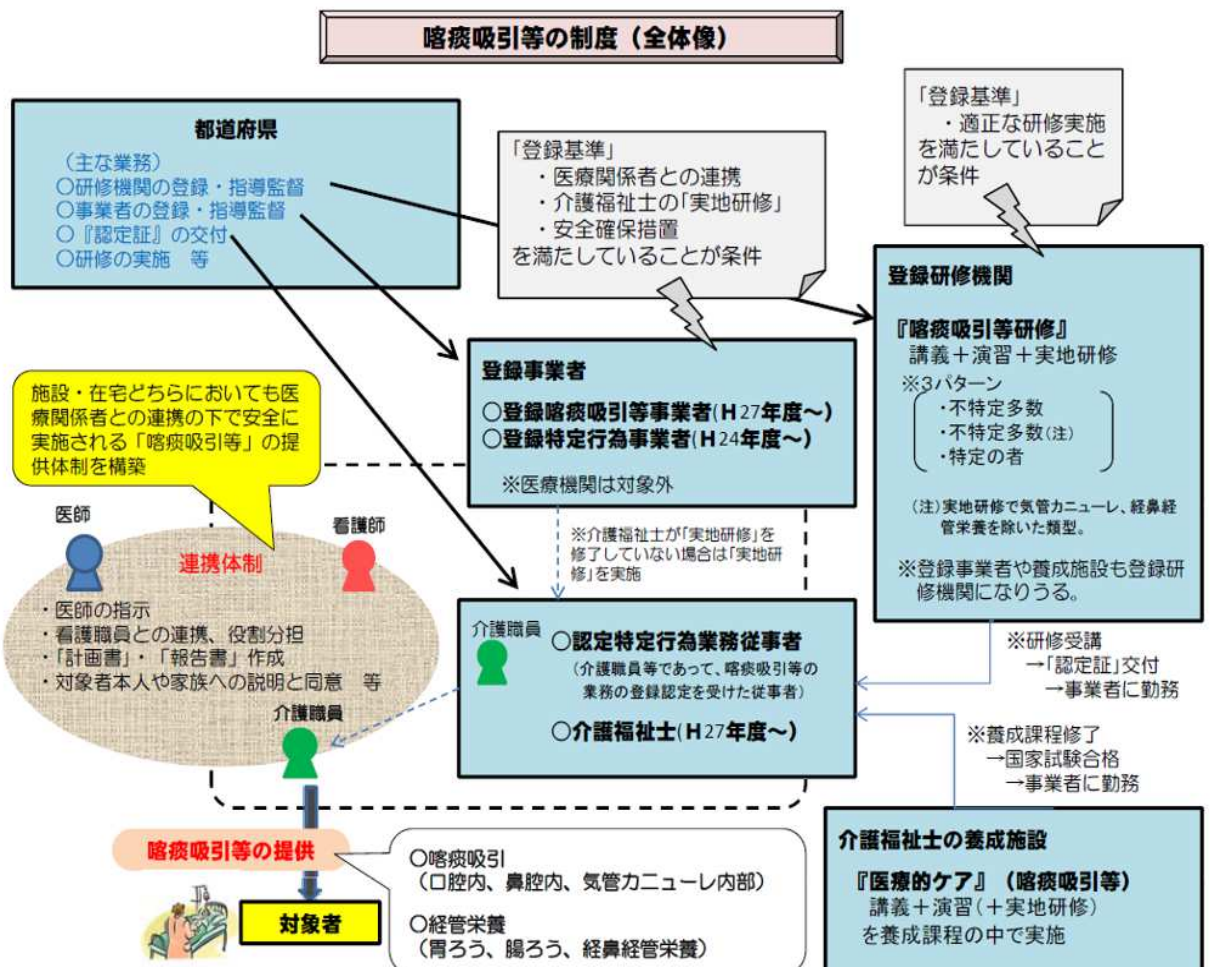 喀痰吸引等の制度（全体像）
都道府県
（主な業務）
○研修機関の登録・指導監督
○事業者の登録・指導監督
○『認定証』の交付
○研修の実施　等
「登録基準」
・医療関係者との連携
・介護福祉士の「実地研修」
・安全確保措置
を満たしていることが条件
「登録基準」
・適正な研修実施
を満たしていること
が条件
登録研修機関
『喀痰吸引等研修』
講義＋演習＋実地研修
※3パターン
・不特定多数
・不特定多数（注）
・特定の者
（注）実地研修で気管カニューレ、経鼻経
管栄養を除いた類型。
※登録事業者や養成施設も登録研
修機関になりうる。
登録事業者
○登録喀痰吸引等事業者(H27年度～)
○登録特定行為事業者(H24年度～)
※医療機関は対象外
施設・在宅どちらにおいても医
療関係者との連携の下で安全に
実施される「喀痰吸引等」の提
供体制を構築
医師
看護師
連携体制
・医師の指示
・看護職員との連携、役割分担
・「計画書」・「報告書」作成
・対象者本人や家族への説明と同意　等
介護職員
※介護福祉士が「実地研修」を
修了していない場合は「実地研
修」を実施
介護職員
○認定特定行為業務従事者
（介護職員等であって、喀痰吸引等の
業務の登録認定を受けた従事者）
○介護福祉士(H27年度～)
※研修受講
→「認定証」交付
→事業者に勤務
※養成課程修了
→国家試験合格
→事業者に勤務
喀痰吸引等の提供
対象者
○喀痰吸引
（口腔内、鼻腔内、気管カニューレ内部）
○経管栄養
（胃ろう、腸ろう、経鼻経管栄養）
介護福祉士の養成施設
『医療的ケア』（喀痰吸引等）
講義＋演習（＋実地研修）
を養成課程の中で実施